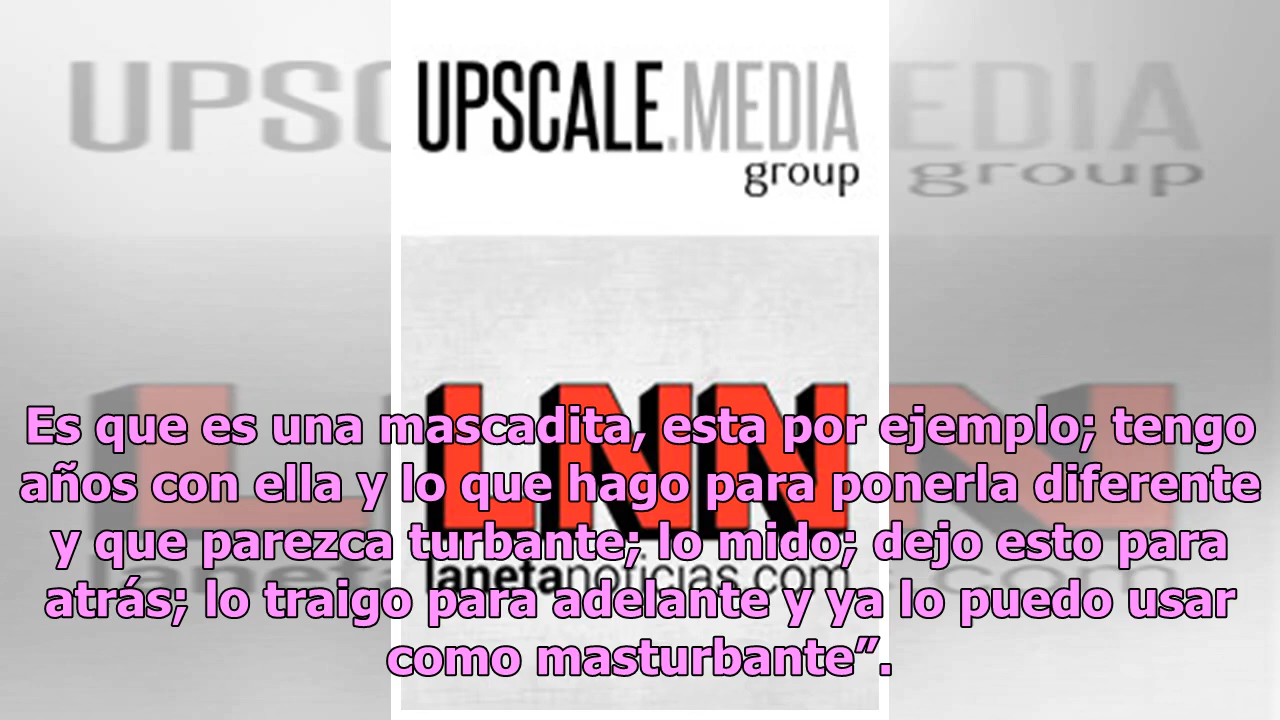 UPSCALE.MEDIA
group
LNN
lanetanoticias.com
Es que es una mascadita, esta por ejemplo; tengo
años con ella y lo que hago para ponerla diferente
y que parezca turbante; lo mido; dejo esto para
atrás; lo traigo para adelante y ya lo puedo usar
como masturbante”.